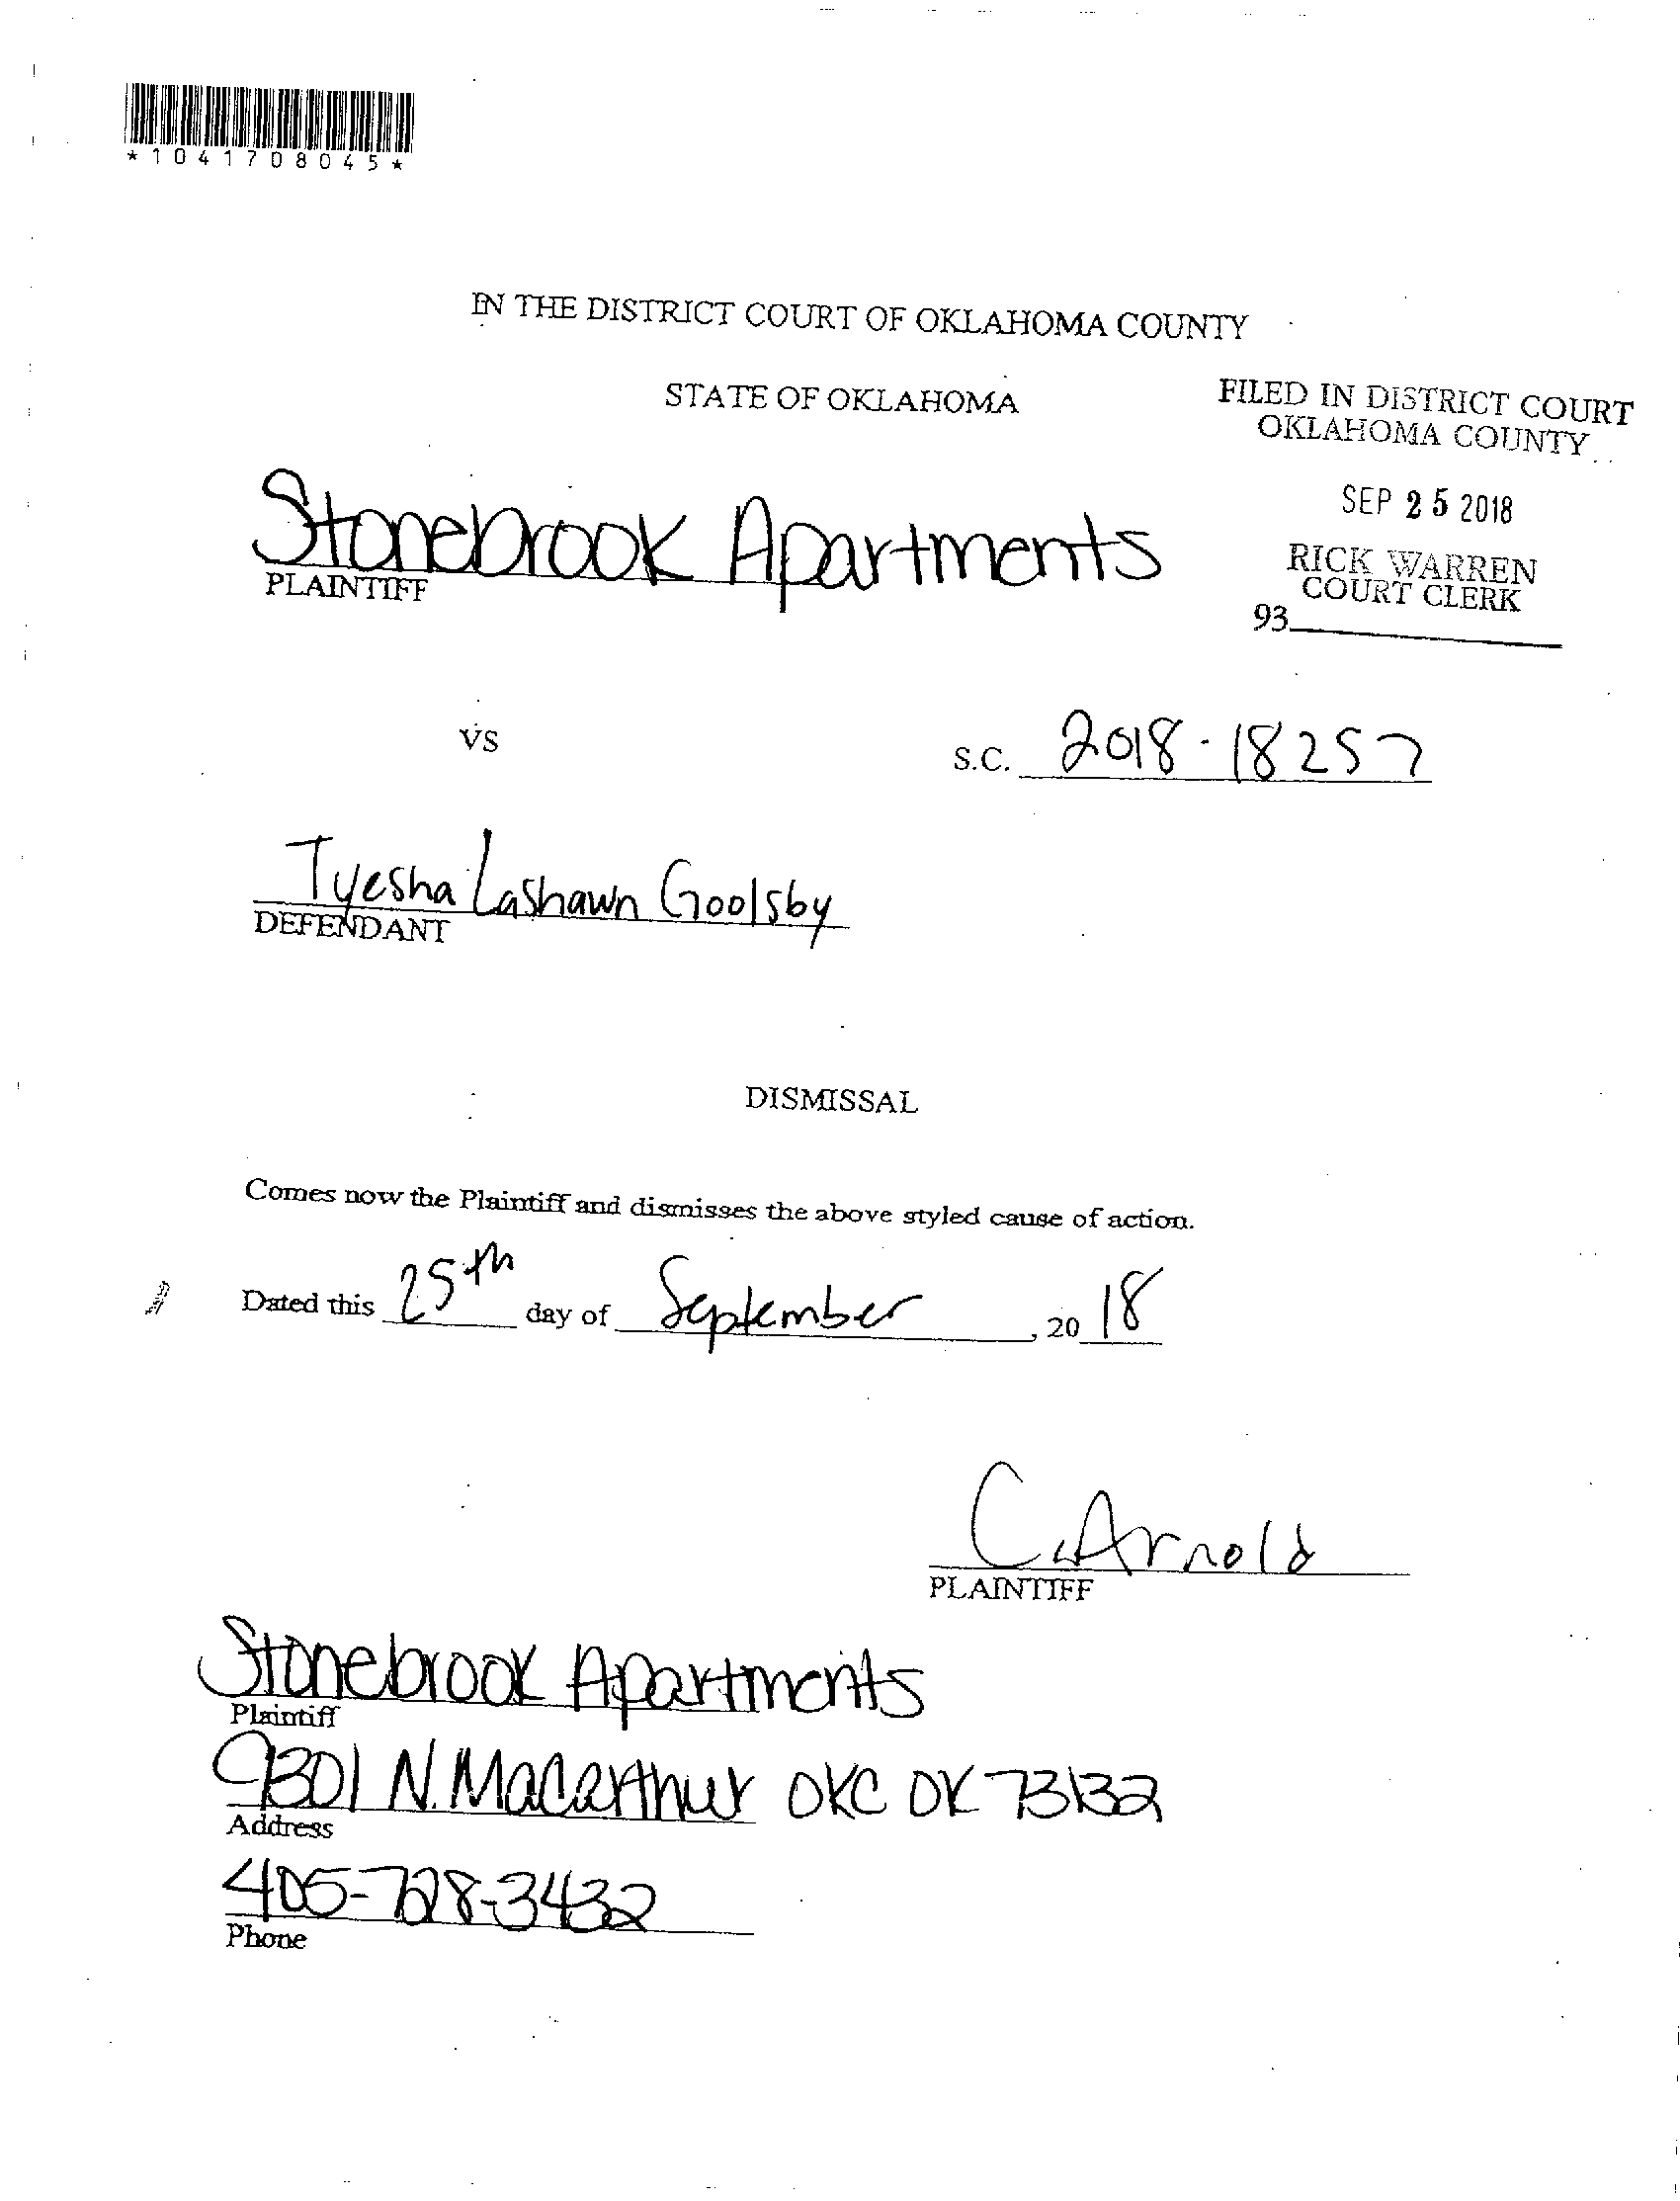 *1041708045*
IN THE DISTRICT COURT OF OKLAHOMA COUNTY
STATE OF OKLAHOMA
FILED IN DISTRICT COURT
OKLAHOMA COUNTY
SEP 25 2018
RICK WARREN
COURT CLERK
93
Stonebrook Apartments
PLAINTIFF
VS
S.C. 2018-18257
Tyesha Lashawn Goolsby
DEFENDANT
DISMISSAL
Comes now the Plaintiff and dismisses the above styled cause of action.
Dated this 25th day of September, 20 18
C. Arnold
PLAINTIFF
Stonebrook Apartments
Plaintiff
9301 N. MacArthur OKC OK 73132
Address
405-728-3432
Phone